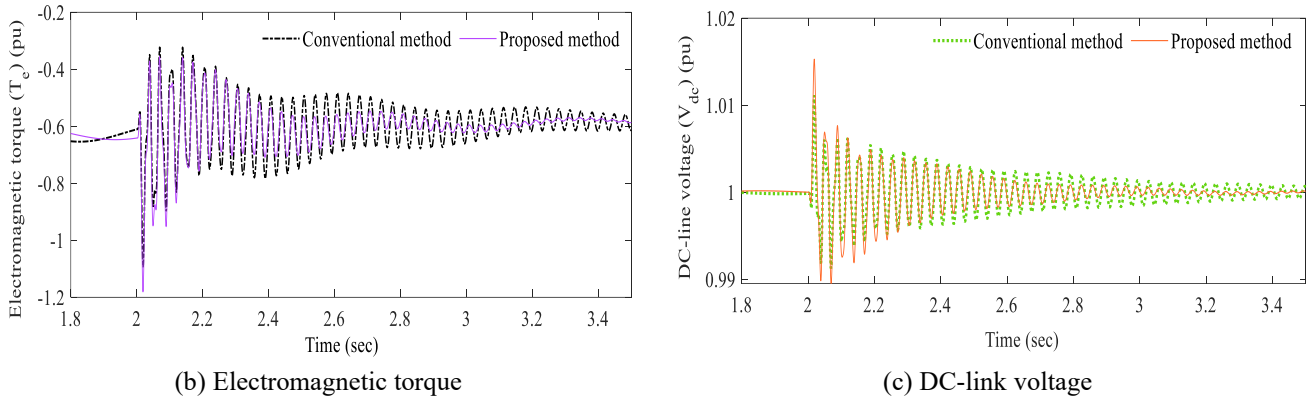 Electromagnetic torque (T_e) (pu)
-0.2
-0.4
-0.6
-0.8
-1
-1.2
Conventional method
Proposed method
1.8 2 2.2 2.4 2.6 2.8 3 3.2 3.4
Time (sec)
(b) Electromagnetic torque
DC-line voltage (V_dc) (pu)
1.02
1.01
1
0.99
Conventional method
Proposed method
1.8 2 2.2 2.4 2.6 2.8 3 3.2 3.4
Time (sec)
(c) DC-link voltage